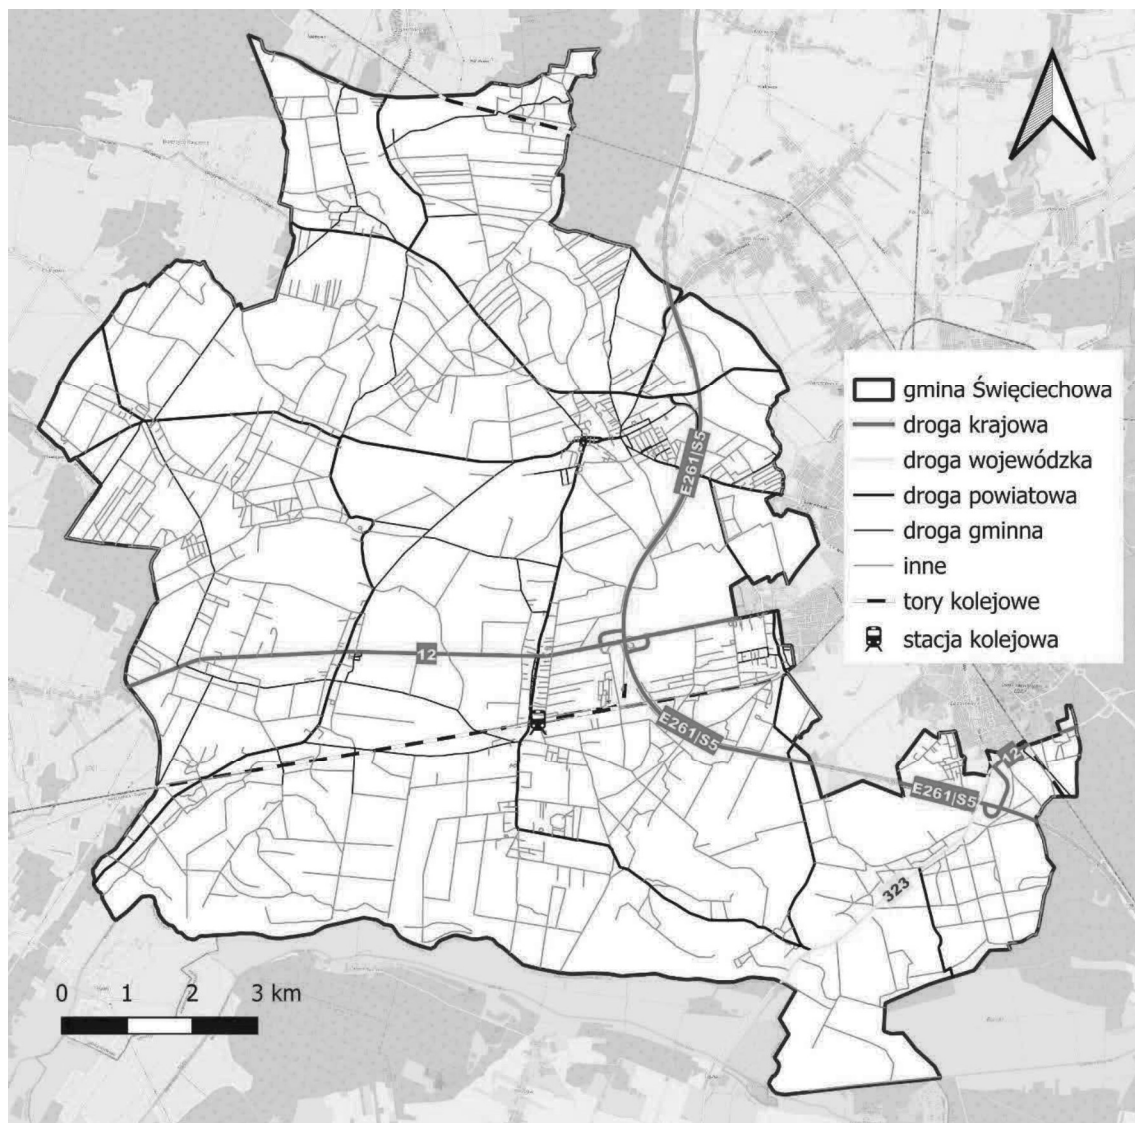 gmina Święciechowa
droga krajowa
droga wojewódzka
droga powiatowa
droga gminna
inne
tory kolejowe
stacja kolejowa
E261|S5
12
E261|S5
12
E261|S5
323
0 1 2 3 km